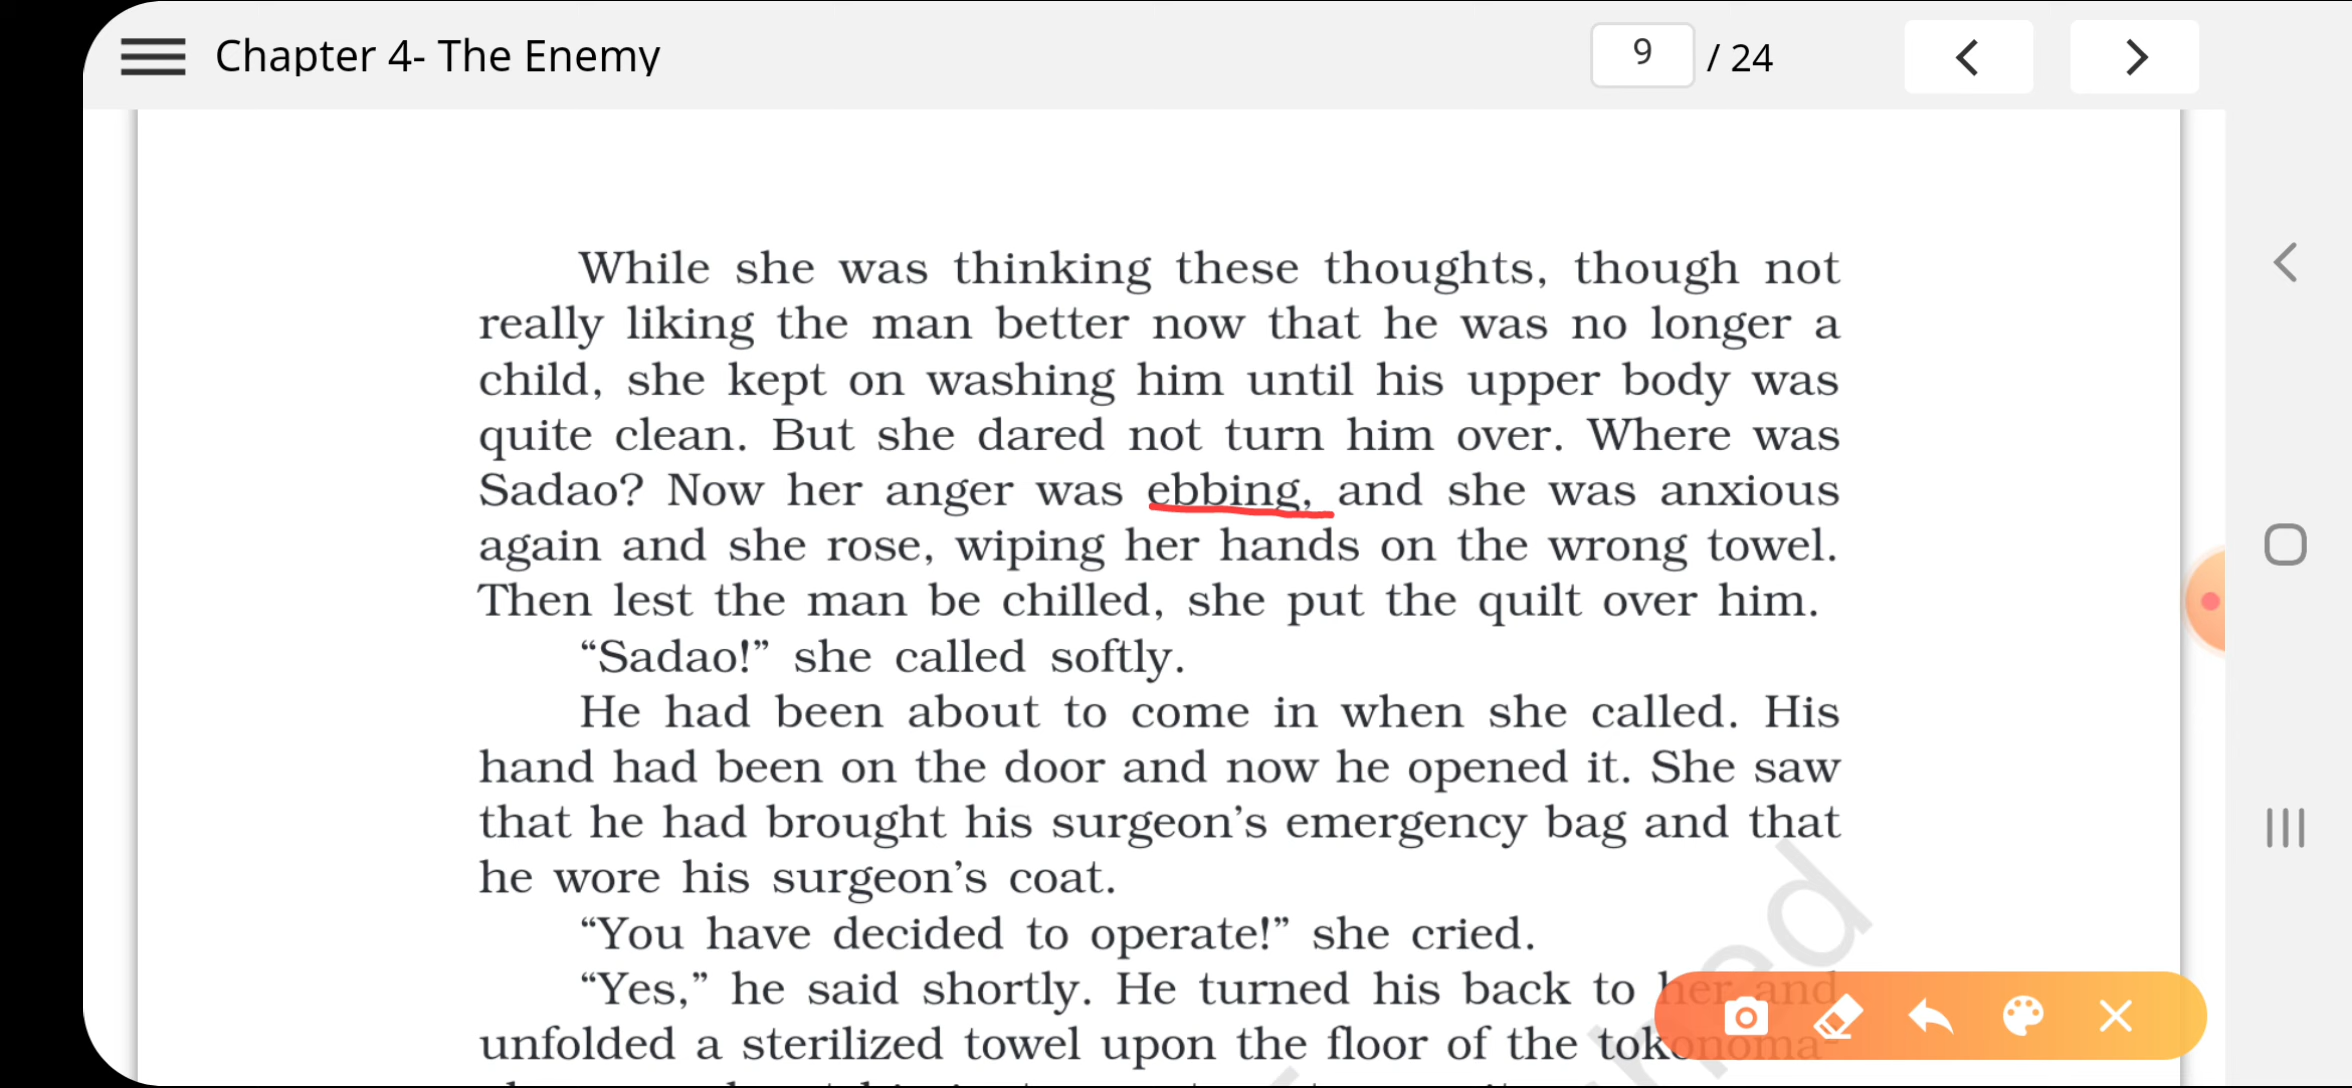 Chapter 4- The Enemy
9 / 24
While she was thinking these thoughts, though not
really liking the man better now that he was no longer a
child, she kept on washing him until his upper body was
quite clean. But she dared not turn him over. Where was
Sadao? Now her anger was ebbing, and she was anxious
again and she rose, wiping her hands on the wrong towel.
Then lest the man be chilled, she put the quilt over him.
“Sadao!” she called softly.
He had been about to come in when she called. His
hand had been on the door and now he opened it. She saw
that he had brought his surgeon’s emergency bag and that
he wore his surgeon’s coat.
“You have decided to operate!” she cried.
“Yes,” he said shortly. He turned his back to her and
unfolded a sterilized towel upon the floor of the tokonoma